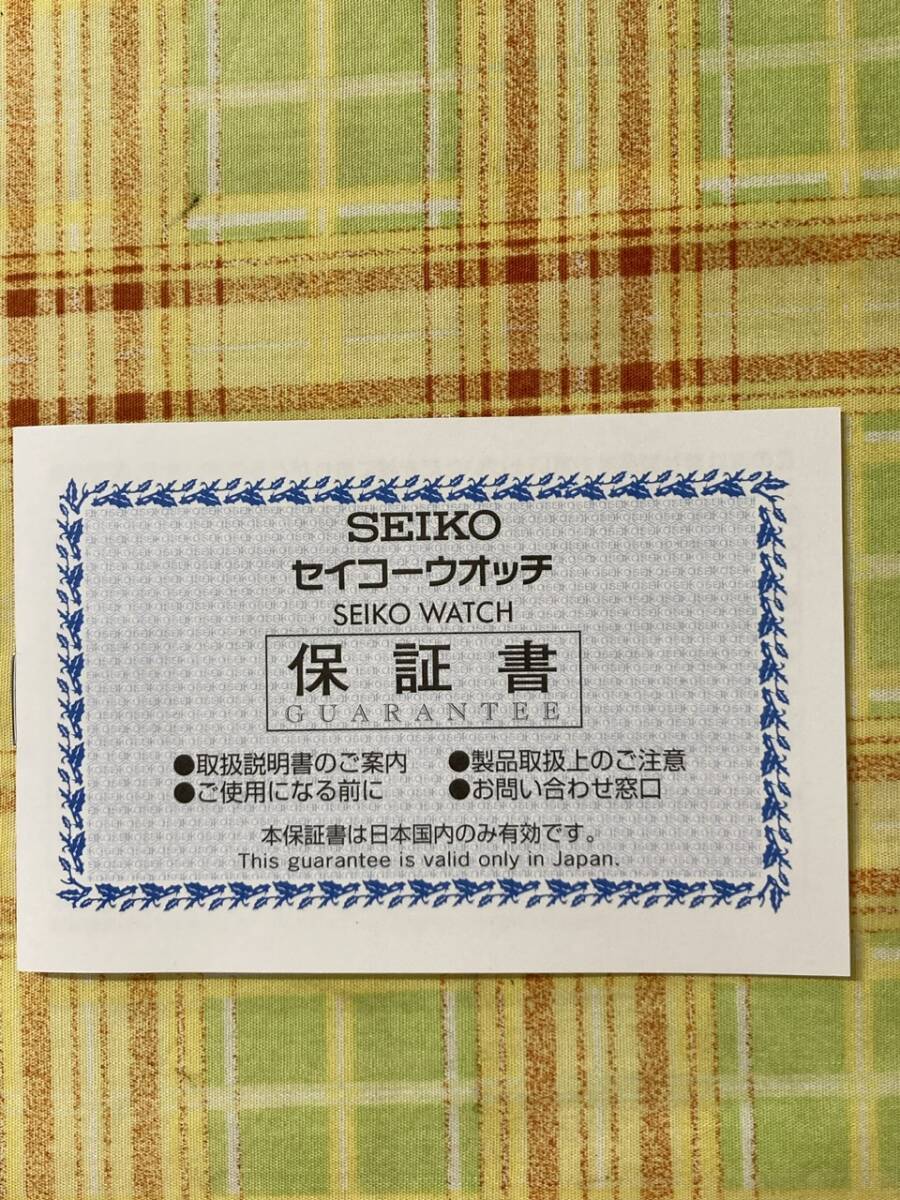 SEIKO
セイコーウオッチ
SEIKO WATCH
保証書
GUARANTEE
●取扱説明書のご案内 ●製品取扱上のご注意
●ご使用になる前に ●お問い合わせ窓口
本保証書は日本国内のみ有効です。
This guarantee is valid only in Japan.